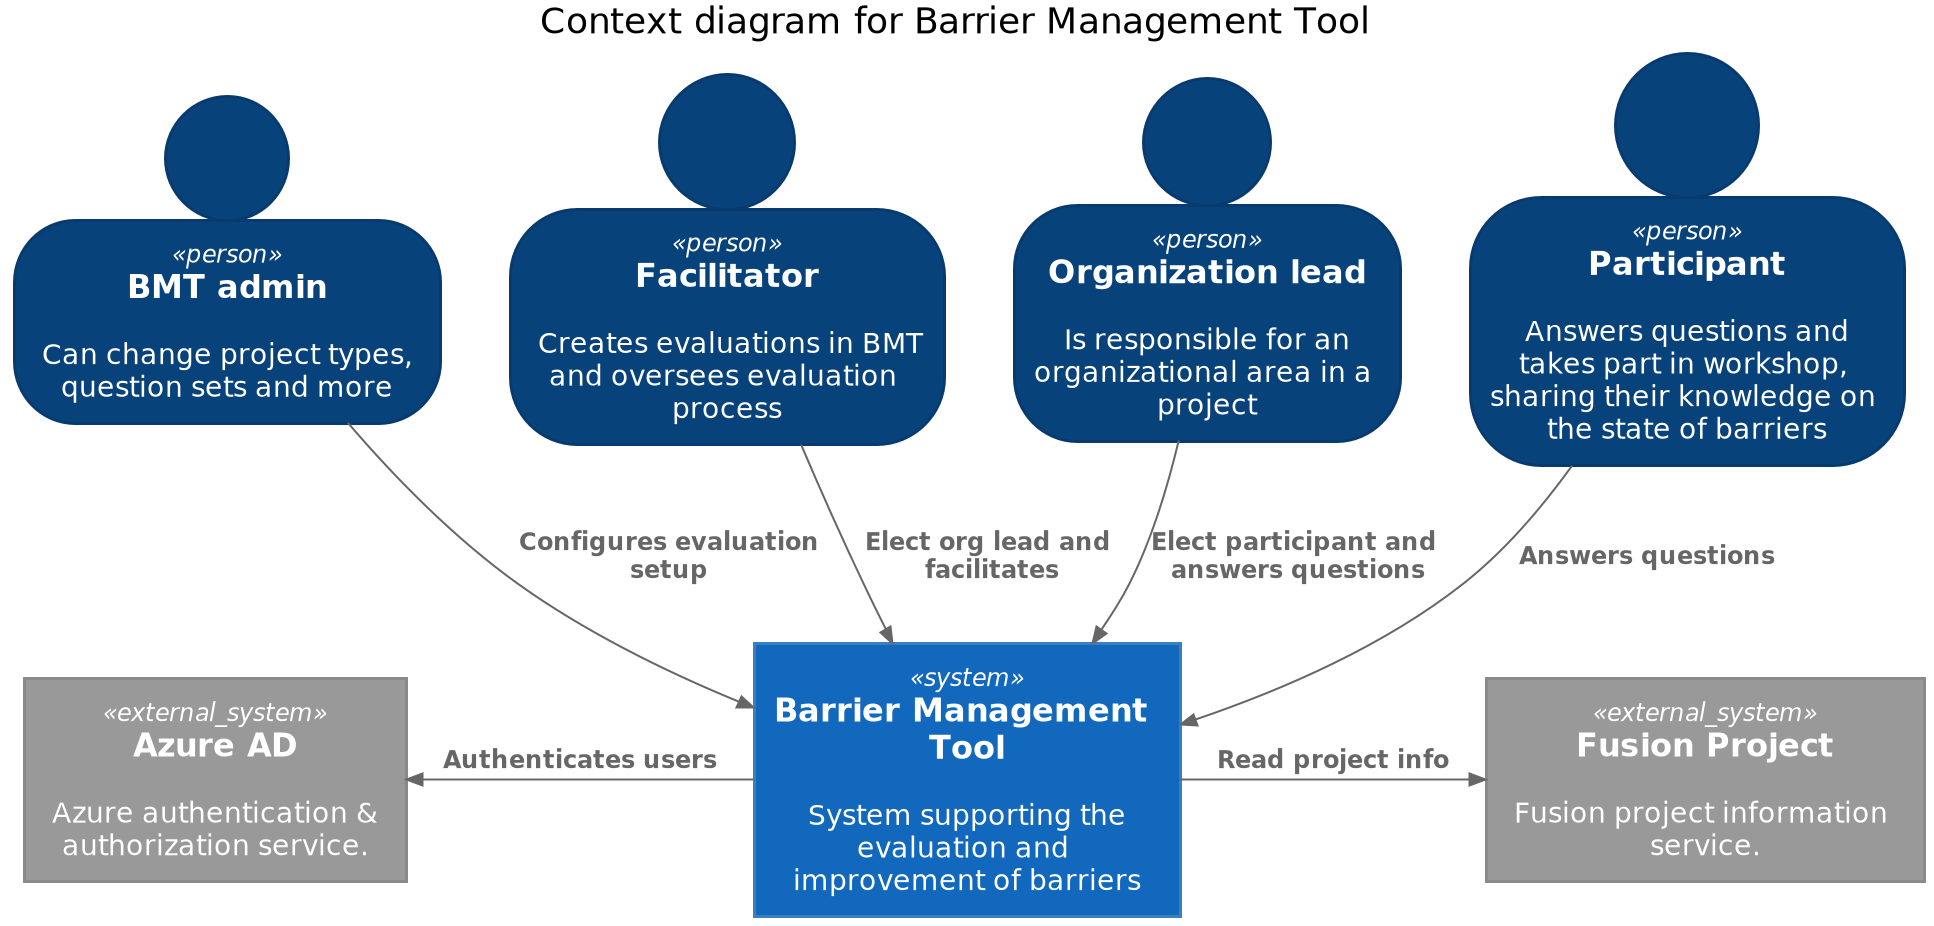 Context diagram for Barrier Management Tool
«person»
BMT admin
Can change project types,
question sets and more
«person»
Facilitator
Creates evaluations in BMT
and oversees evaluation
process
«person»
Organization lead
Is responsible for an
organizational area in a
project
«person»
Participant
Answers questions and
takes part in workshop,
sharing their knowledge on
the state of barriers
Configures evaluation
setup
Elect org lead and
facilitates
Elect participant and
answers questions
Answers questions
«external_system»
Azure AD
Azure authentication &
authorization service.
Authenticates users
«system»
Barrier Management
Tool
System supporting the
evaluation and
improvement of barriers
Read project info
«external_system»
Fusion Project
Fusion project information
service.